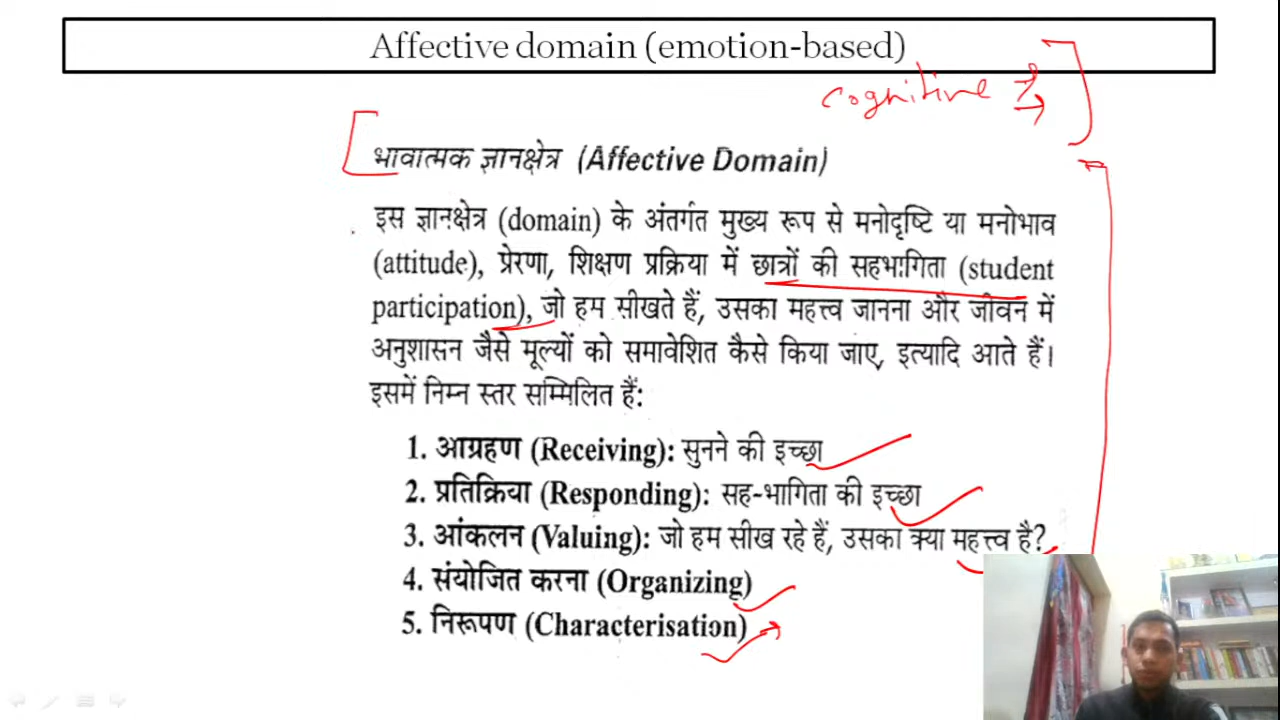 Affective domain (emotion-based)
cognitive
भावात्मक ज्ञानक्षेत्र (Affective Domain)
इस ज्ञानक्षेत्र (domain) के अंतर्गत मुख्य रूप से मनोदृष्टि या मनोभाव
(attitude), प्रेरणा, शिक्षण प्रक्रिया में छात्रों की सहभागिता (student
participation), जो हम सीखते हैं, उसका महत्त्व जानना और जीवन में
अनुशासन जैसे मूल्यों को समावेशित कैसे किया जाए, इत्यादि आते हैं।
इसमें निम्न स्तर सम्मिलित हैं:
1. आग्रहण (Receiving): सुनने की इच्छा
2. प्रतिक्रिया (Responding): सह-भागिता की इच्छा
3. आंकलन (Valuing): जो हम सीख रहे हैं, उसका क्या महत्त्व है?
4. संयोजित करना (Organizing)
5. निरूपण (Characterisation)